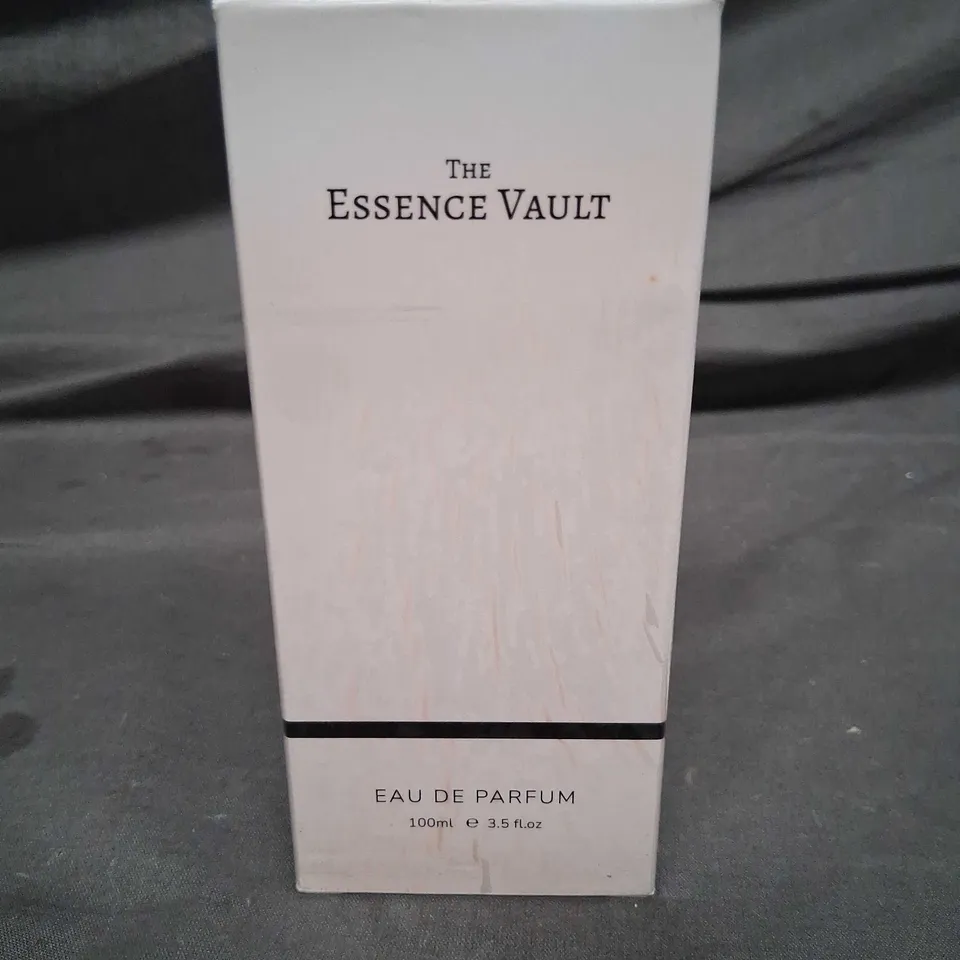 The
Essence Vault
EAU DE PARFUM
100ml ℮ 3.5 fl.oz